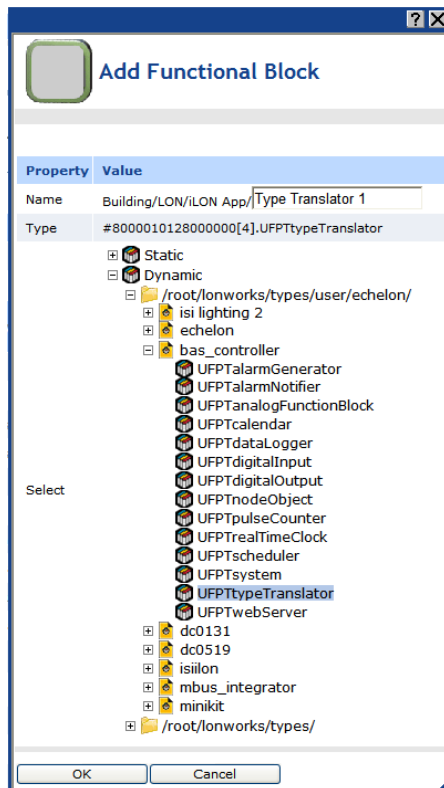 ? X
Add Functional Block
Property Value
Name Building/LON/iLON App/Type Translator 1
Type #8000010128000000[4].UFPTtypeTranslator
Static
Dynamic
/root/lonworks/types/user/echelon/
isi lighting 2
echelon
bas_controller
UFPTalarmGenerator
UFPTalarmNotifier
UFPTanalogFunctionBlock
UFPTcalendar
UFPTdataLogger
UFPTdigitalInput
UFPTdigitalOutput
Select
UFPTnodeObject
UFPTpulseCounter
UFPTrealTimeClock
UFPTscheduler
UFPTsystem
UFPTtypeTranslator
UFPTwebServer
dc0131
dc0519
isiilon
mbus_integrator
minikit
/root/lonworks/types/
OK Cancel